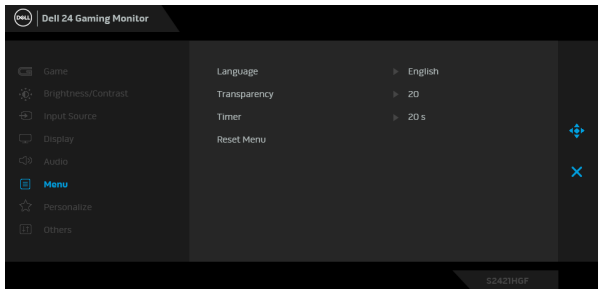 DELL Dell 24 Gaming Monitor
Game
Brightness/Contrast
Input Source
Display
Audio
Menu
Personalize
Others
Language English
Transparency 20
Timer 20 s
Reset Menu
S2421HGF